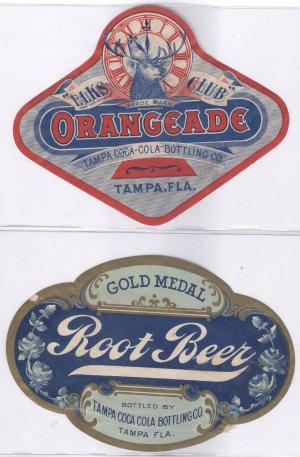 "ELKS CLUB"
TRADE MARK
REGISTERED
ORANGEADE
TAMPA COCA-COLA BOTTLING CO.
TAMPA, FLA.
GOLD MEDAL
Root Beer
BOTTLED BY
TAMPA COCA COLA BOTTLING CO.
TAMPA FLA.